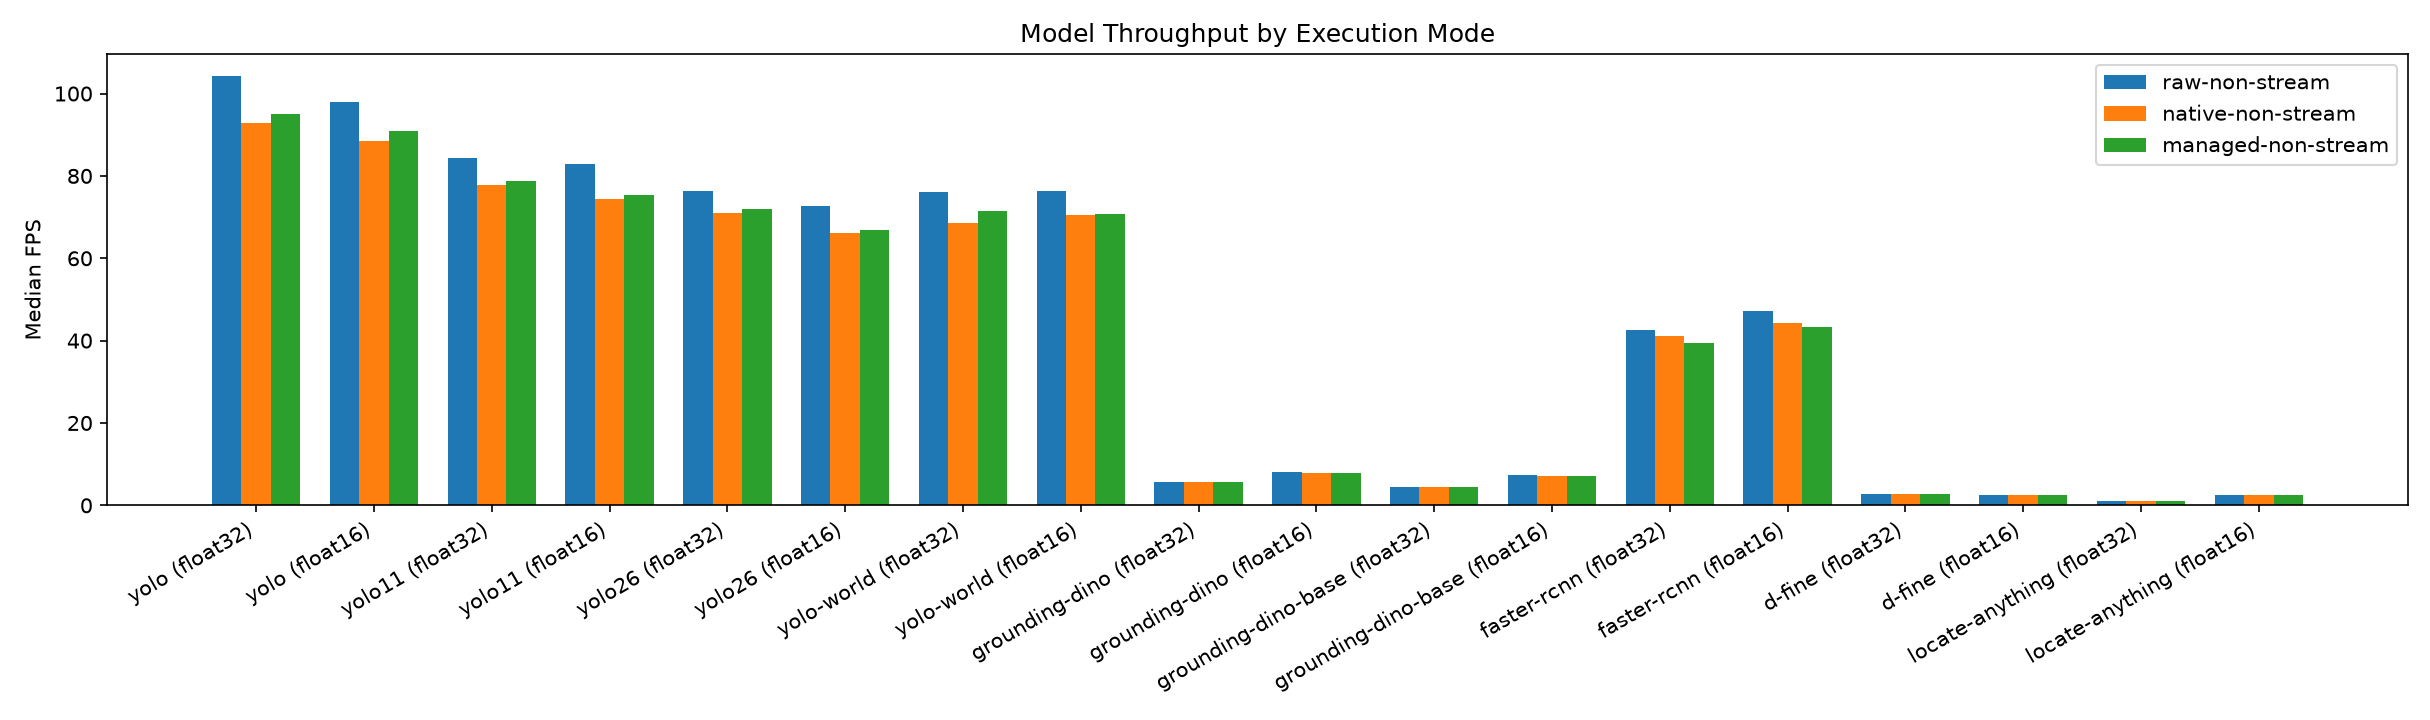 Model Throughput by Execution Mode
raw-non-stream
native-non-stream
managed-non-stream
Median FPS
100
80
60
40
20
0
yolo (float32)
yolo (float16)
yolo11 (float32)
yolo11 (float16)
yolo26 (float32)
yolo26 (float16)
yolo-world (float32)
yolo-world (float16)
grounding-dino (float32)
grounding-dino (float16)
grounding-dino-base (float32)
grounding-dino-base (float16)
faster-rcnn (float32)
faster-rcnn (float16)
d-fine (float32)
d-fine (float16)
locate-anything (float32)
locate-anything (float16)